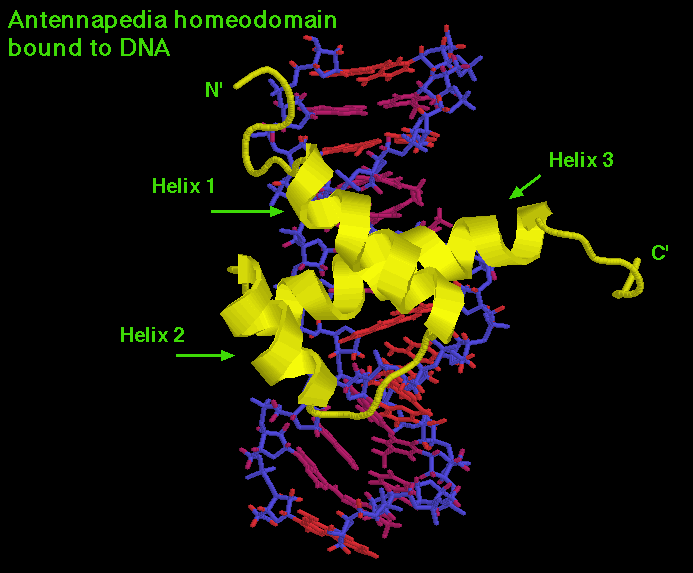 Antennapedia homeodomain
bound to DNA
N'
Helix 3
Helix 1
C'
Helix 2